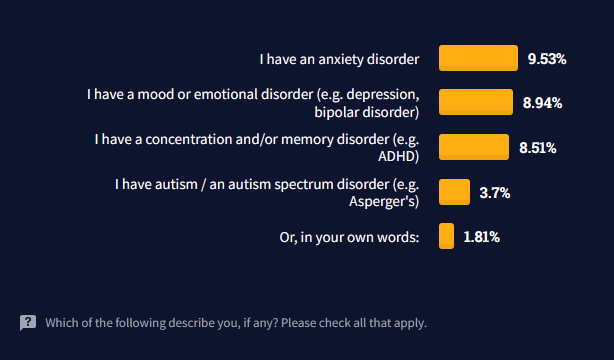 I have an anxiety disorder
9.53%
I have a mood or emotional disorder (e.g. depression,
bipolar disorder)
8.94%
I have a concentration and/or memory disorder (e.g.
ADHD)
8.51%
I have autism / an autism spectrum disorder (e.g.
Asperger's)
3.7%
Or, in your own words:
1.81%
?
Which of the following describe you, if any? Please check all that apply.